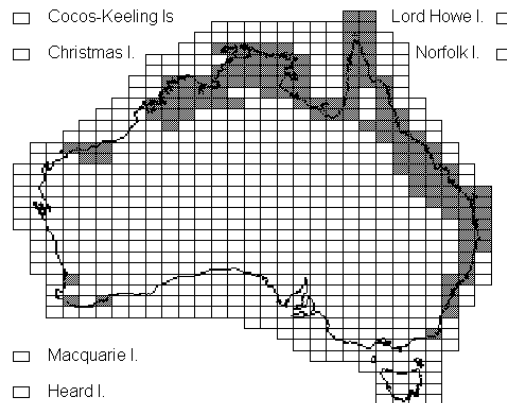 Cocos-Keeling Is
Lord Howe I.
Christmas I.
Norfolk I.
Macquarie I.
Heard I.